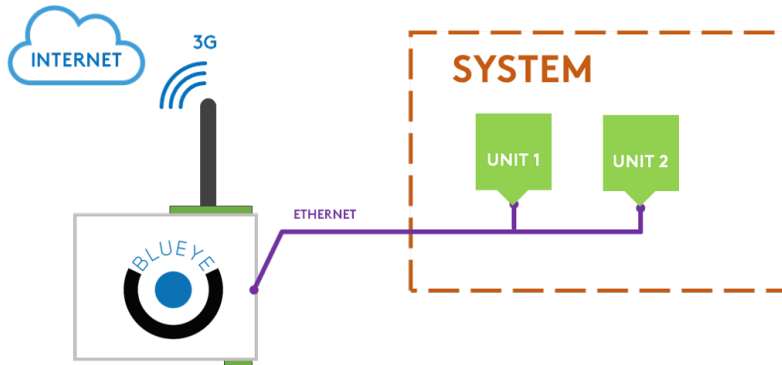 INTERNET
3G
SYSTEM
UNIT 1
UNIT 2
ETHERNET
BLUEYE